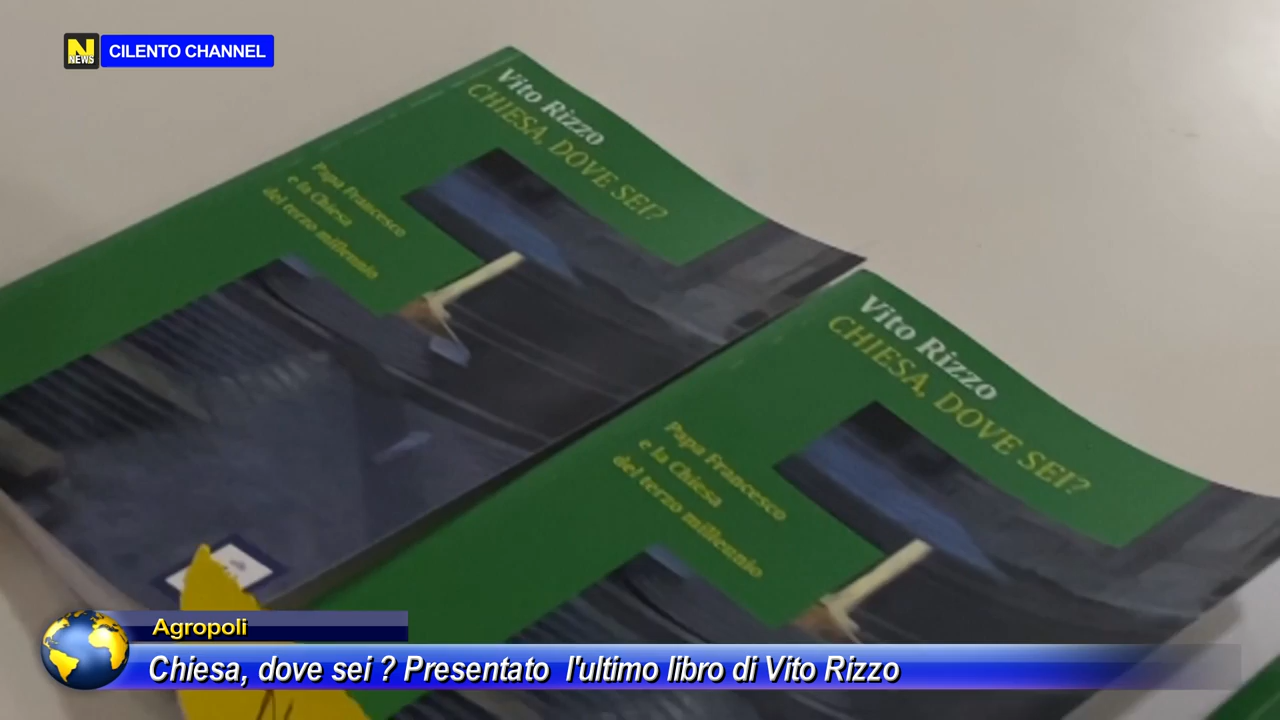 N
NEWS
CILENTO CHANNEL
Vito Rizzo
CHIESA, DOVE SEI?
Papa Francesco
e la Chiesa
del terzo millennio
Vito Rizzo
CHIESA, DOVE SEI?
Papa Francesco
e la Chiesa
del terzo millennio
Agropoli
Chiesa, dove sei ? Presentato l'ultimo libro di Vito Rizzo